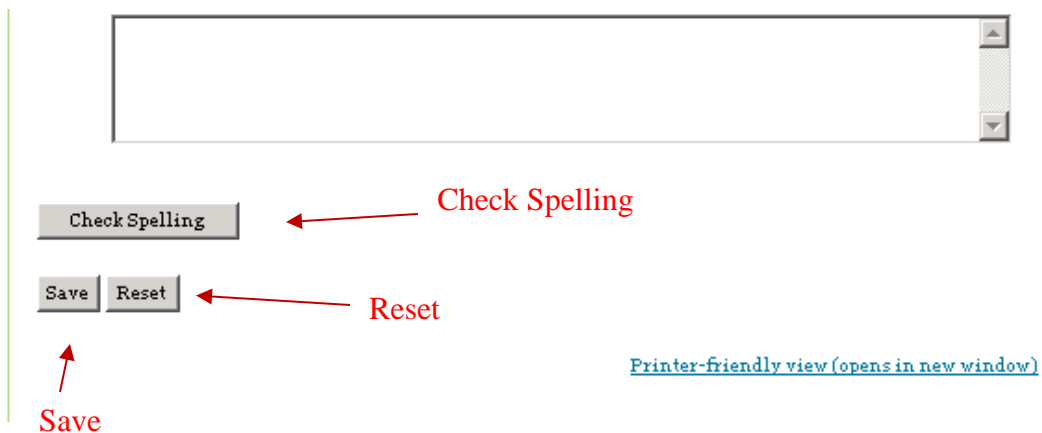 Check Spelling
Check Spelling
Save Reset
Reset
Printer-friendly view (opens in new window)
Save